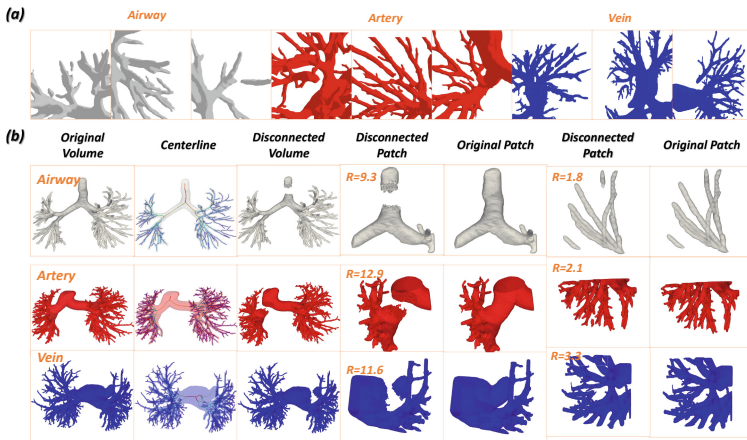 (a)
Airway Artery Vein
(b)
Original Volume Centerline Disconnected Volume Disconnected Patch Original Patch Disconnected Patch Original Patch
Airway R=9.3 R=1.8
Artery R=12.9 R=2.1
Vein R=11.6 R=3.3